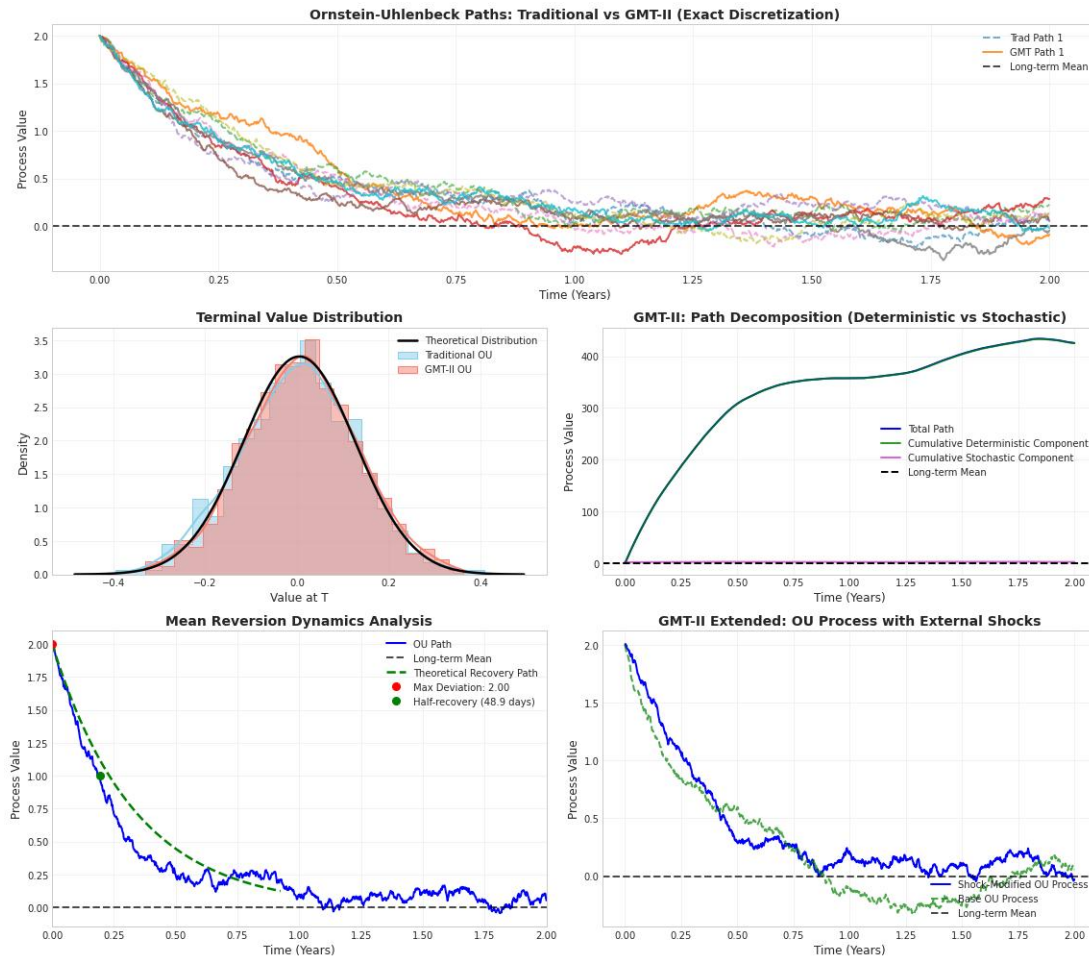 Ornstein-Uhlenbeck Paths: Traditional vs GMT-II (Exact Discretization)
2.0
1.5
1.0
0.5
0.0
Process Value
Trad Path 1
GMT Path 1
Long-term Mean
0.00 0.25 0.50 0.75 1.00 1.25 1.50 1.75 2.00
Time (Years)
Terminal Value Distribution
3.5
3.0
2.5
2.0
1.5
1.0
0.5
0.0
Density
Theoretical Distribution
Traditional OU
GMT-II OU
−0.4 −0.2 0.0 0.2 0.4
Value at T
GMT-II: Path Decomposition (Deterministic vs Stochastic)
400
300
200
100
0
Process Value
Total Path
Cumulative Deterministic Component
Cumulative Stochastic Component
Long-term Mean
0.00 0.25 0.50 0.75 1.00 1.25 1.50 1.75 2.00
Time (Years)
Mean Reversion Dynamics Analysis
2.00
1.75
1.50
1.25
1.00
0.75
0.50
0.25
0.00
Process Value
OU Path
Long-term Mean
Theoretical Recovery Path
Max Deviation: 2.00
Half-recovery (48.9 days)
0.00 0.25 0.50 0.75 1.00 1.25 1.50 1.75 2.00
Time (Years)
GMT-II Extended: OU Process with External Shocks
2.0
1.5
1.0
0.5
0.0
Process Value
Shock-Modified OU Process
Base OU Process
Long-term Mean
0.00 0.25 0.50 0.75 1.00 1.25 1.50 1.75 2.00
Time (Years)